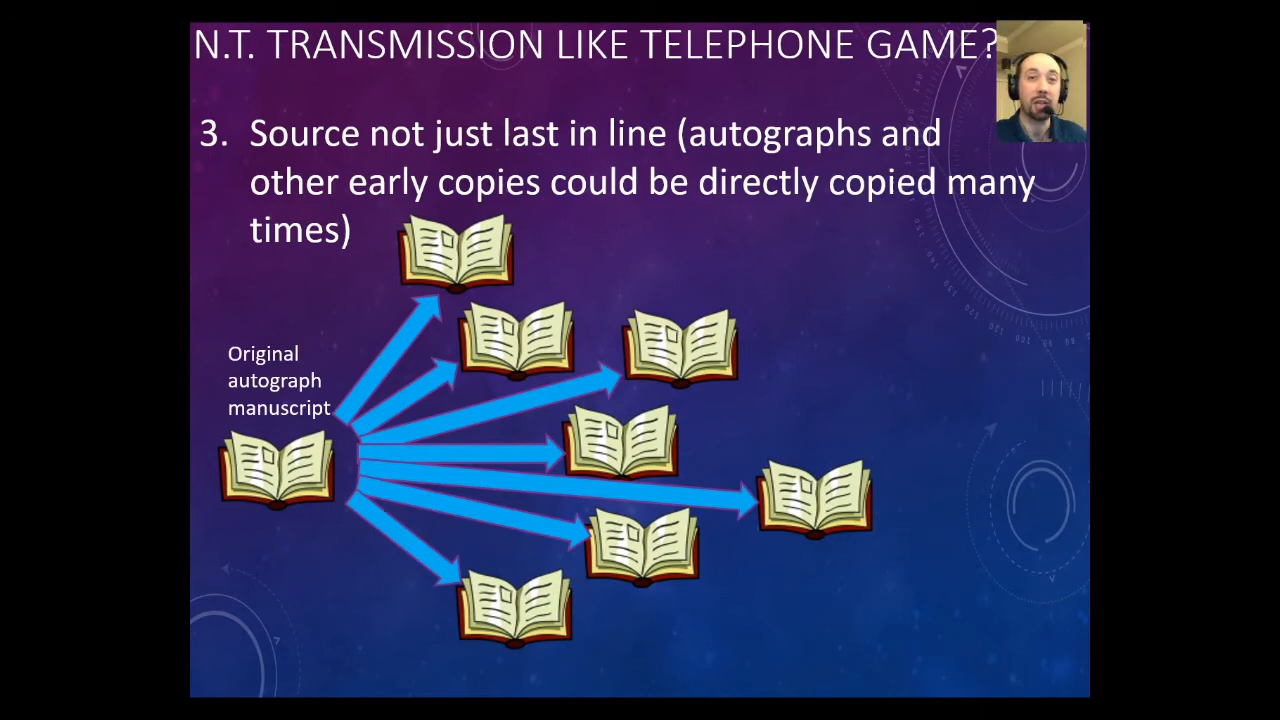 N.T. TRANSMISSION LIKE TELEPHONE GAME?
3. Source not just last in line (autographs and
other early copies could be directly copied many
times)
Original
autograph
manuscript